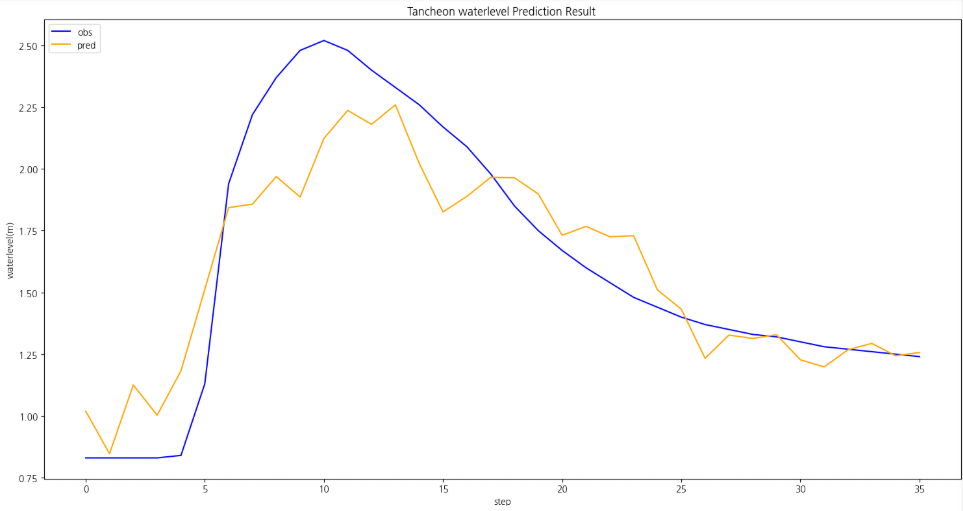 Tancheon waterlevel Prediction Result
obs
pred
waterlevel(m)
2.50
2.25
2.00
1.75
1.50
1.25
1.00
0.75
0 5 10 15 20 25 30 35
step